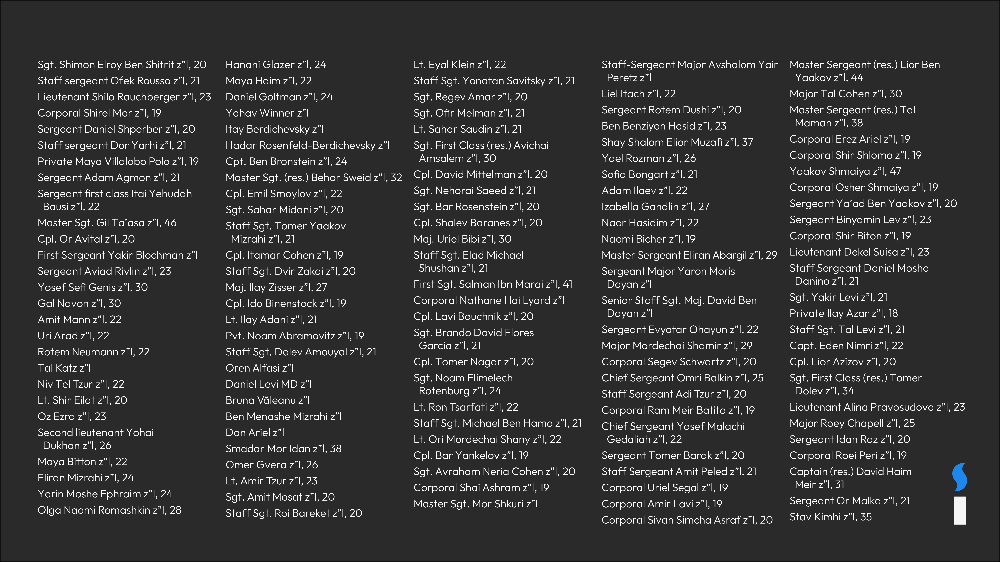 Sgt. Shimon Elroy Ben Shitrit z”l, 20
Staff sergeant Ofek Rousso z”l, 21
Lieutenant Shilo Rauchberger z”l, 23
Corporal Shirel Mor z”l, 19
Sergeant Daniel Shperber z”l, 20
Staff sergeant Dor Yarhi z”l, 21
Private Maya Villalobo Polo z”l, 19
Sergeant Adam Agmon z”l, 21
Sergeant first class Itai Yehudah
Bausi z”l, 22
Master Sgt. Gil Ta’asa z”l, 46
Cpl. Or Avital z”l, 20
First Sergeant Yakir Blochman z”l
Sergeant Aviad Rivlin z”l, 23
Yosef Sefi Genis z”l, 30
Gal Navon z”l, 30
Amit Mann z”l, 22
Uri Arad z”l, 22
Rotem Neumann z”l, 22
Tal Katz z”l
Niv Tel Tzur z”l, 22
Lt. Shir Eilat z”l, 20
Oz Ezra z”l, 23
Second lieutenant Yohai
Dukhan z”l, 26
Maya Bitton z”l, 22
Eliran Mizrahi z”l, 24
Yarin Moshe Ephraim z”l, 24
Olga Naomi Romashkin z”l, 28
Hanani Glazer z”l, 24
Maya Haim z”l, 22
Daniel Goltman z”l, 24
Yahav Winner z”l
Itay Berdichevsky z”l
Hadar Rosenfeld-Berdichevsky z”l
Cpt. Ben Bronstein z”l, 24
Master Sgt. (res.) Behor Sweid z”l, 32
Cpl. Emil Smoylov z”l, 22
Sgt. Sahar Midani z”l, 20
Staff Sgt. Tomer Yaakov
Mizrahi z”l, 21
Cpl. Itamar Cohen z”l, 19
Staff Sgt. Dvir Zakai z”l, 20
Maj. Ilay Zisser z”l, 27
Cpl. Ido Binenstock z”l, 19
Lt. Ilay Adani z”l, 21
Pvt. Noam Abramovitz z”l, 19
Staff Sgt. Dolev Amouyal z”l, 21
Oren Alfasi z”l
Daniel Levi MD z”l
Bruna Văleanu z”l
Ben Menashe Mizrahi z”l
Dan Ariel z”l
Smadar Mor Idan z”l, 38
Omer Gvera z”l, 26
Lt. Amir Tzur z”l, 23
Sgt. Amit Mosat z”l, 20
Staff Sgt. Roi Bareket z”l, 20
Lt. Eyal Klein z”l, 22
Staff Sgt. Yonatan Savitsky z”l, 21
Sgt. Regev Amar z”l, 20
Sgt. Ofir Melman z”l, 21
Lt. Sahar Saudin z”l, 21
Sgt. First Class (res.) Avichai
Amsalem z”l, 30
Cpl. David Mittelman z”l, 20
Sgt. Nehorai Saeed z”l, 21
Sgt. Bar Rosenstein z”l, 20
Cpl. Shalev Baranes z”l, 20
Maj. Uriel Bibi z”l, 30
Staff Sgt. Elad Michael
Shushan z”l, 21
First Sgt. Salman Ibn Marai z”l, 41
Corporal Nathane Hai Lyard z”l
Cpl. Lavi Bouchnik z”l, 20
Sgt. Brando David Flores
Garcia z”l, 21
Cpl. Tomer Nagar z”l, 20
Sgt. Noam Elimelech
Rotenburg z”l, 24
Lt. Ron Tsarfati z”l, 22
Staff Sgt. Michael Ben Hamo z”l, 21
Lt. Ori Mordechai Shany z”l, 22
Cpl. Bar Yankelov z”l, 19
Sgt. Avraham Neria Cohen z”l, 20
Corporal Shai Ashram z”l, 19
Master Sgt. Mor Shkuri z”l
Staff-Sergeant Major Avshalom Yair
Peretz z”l
Liel Itach z”l, 22
Sergeant Rotem Dushi z”l, 20
Ben Benziyon Hasid z”l, 23
Shay Shalom Elior Muzafi z”l, 37
Yael Rozman z”l, 26
Sofia Bongart z”l, 21
Adam Ilaev z”l, 22
Izabella Gandlin z”l, 27
Naor Hasidim z”l, 22
Naomi Bicher z”l, 19
Master Sergeant Eliran Abargil z”l, 29
Sergeant Major Yaron Moris
Dayan z”l
Senior Staff Sgt. Maj. David Ben
Dayan z”l
Sergeant Evyatar Ohayun z”l, 22
Major Mordechai Shamir z”l, 29
Corporal Segev Schwartz z”l, 20
Chief Sergeant Omri Balkin z”l, 25
Staff Sergeant Adi Tzur z”l, 20
Corporal Ram Meir Batito z”l, 19
Chief Sergeant Yosef Malachi
Gedaliah z”l, 22
Sergeant Tomer Barak z”l, 20
Staff Sergeant Amit Peled z”l, 21
Corporal Uriel Segal z”l, 19
Corporal Amir Lavi z”l, 19
Corporal Sivan Simcha Asraf z”l, 20
Master Sergeant (res.) Lior Ben
Yaakov z”l, 44
Major Tal Cohen z”l, 30
Master Sergeant (res.) Tal
Maman z”l, 38
Corporal Erez Ariel z”l, 19
Corporal Shir Shlomo z”l, 19
Yaakov Shmaiya z”l, 47
Corporal Osher Shmaiya z”l, 19
Sergeant Ya’ad Ben Yaakov z”l, 20
Sergeant Binyamin Lev z”l, 23
Corporal Shir Biton z”l, 19
Lieutenant Dekel Suisa z”l, 23
Staff Sergeant Daniel Moshe
Danino z”l, 21
Sgt. Yakir Levi z”l, 21
Private Ilay Azar z”l, 18
Staff Sgt. Tal Levi z”l, 21
Capt. Eden Nimri z”l, 22
Cpl. Lior Azizov z”l, 20
Sgt. First Class (res.) Tomer
Dolev z”l, 34
Lieutenant Alina Pravosudova z”l, 23
Major Roey Chapell z”l, 25
Sergeant Idan Raz z”l, 20
Corporal Roei Peri z”l, 19
Captain (res.) David Haim
Meir z”l, 31
Sergeant Or Malka z”l, 21
Stav Kimhi z”l, 35